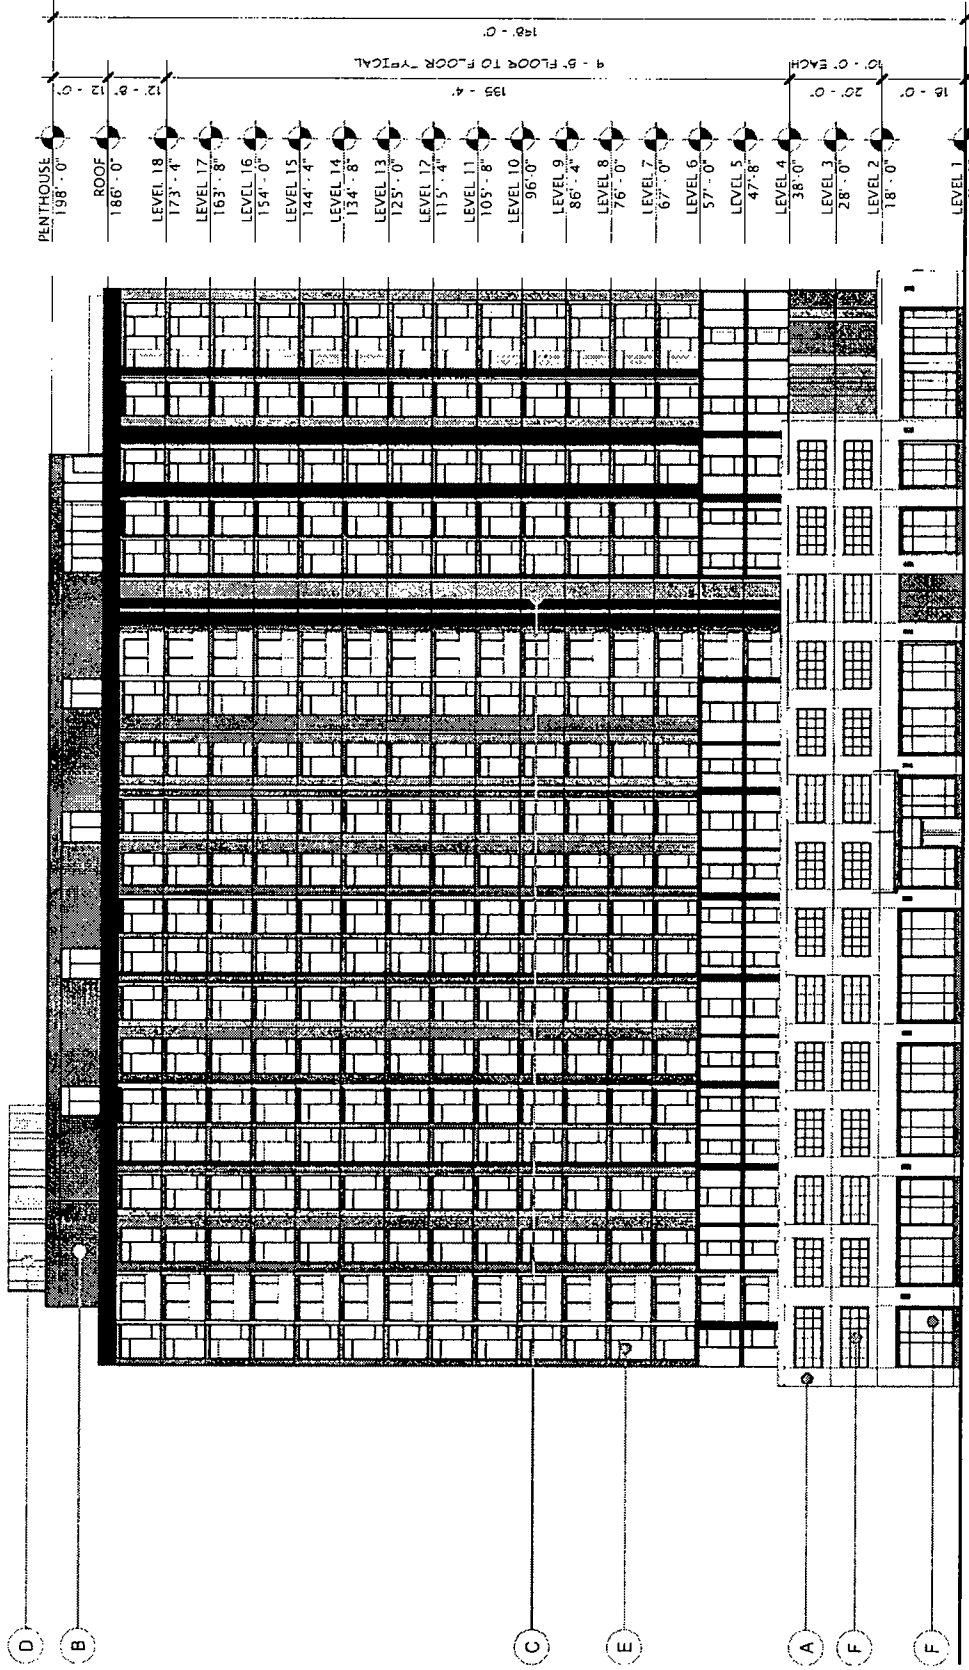 198' - 0"
9 - 8" FLOOR TO FLOOR TYPICAL
10' - 0" EACH
12' - 0"
12' - 8"
135 - 4"
20' - 0"
18 - 0"
PENTHOUSE
198' - 0"
ROOF
186' - 0"
LEVEL 18
173' - 4"
LEVEL 17
163' - 8"
LEVEL 16
154' - 0"
LEVEL 15
144' - 4"
LEVEL 14
134' - 8"
LEVEL 13
125' - 0"
LEVEL 12
115' - 4"
LEVEL 11
105' - 8"
LEVEL 10
96'-0"
LEVEL 9
86' - 4"
LEVEL 8
76' - 0"
LEVEL 7
67' - 0"
LEVEL 6
57' - 0"
LEVEL 5
47'-8"
LEVEL 4
38'-0"
LEVEL 3
28' - 0"
LEVEL 2
18' - 0"
LEVEL 1
D
B
C
E
A
F
F